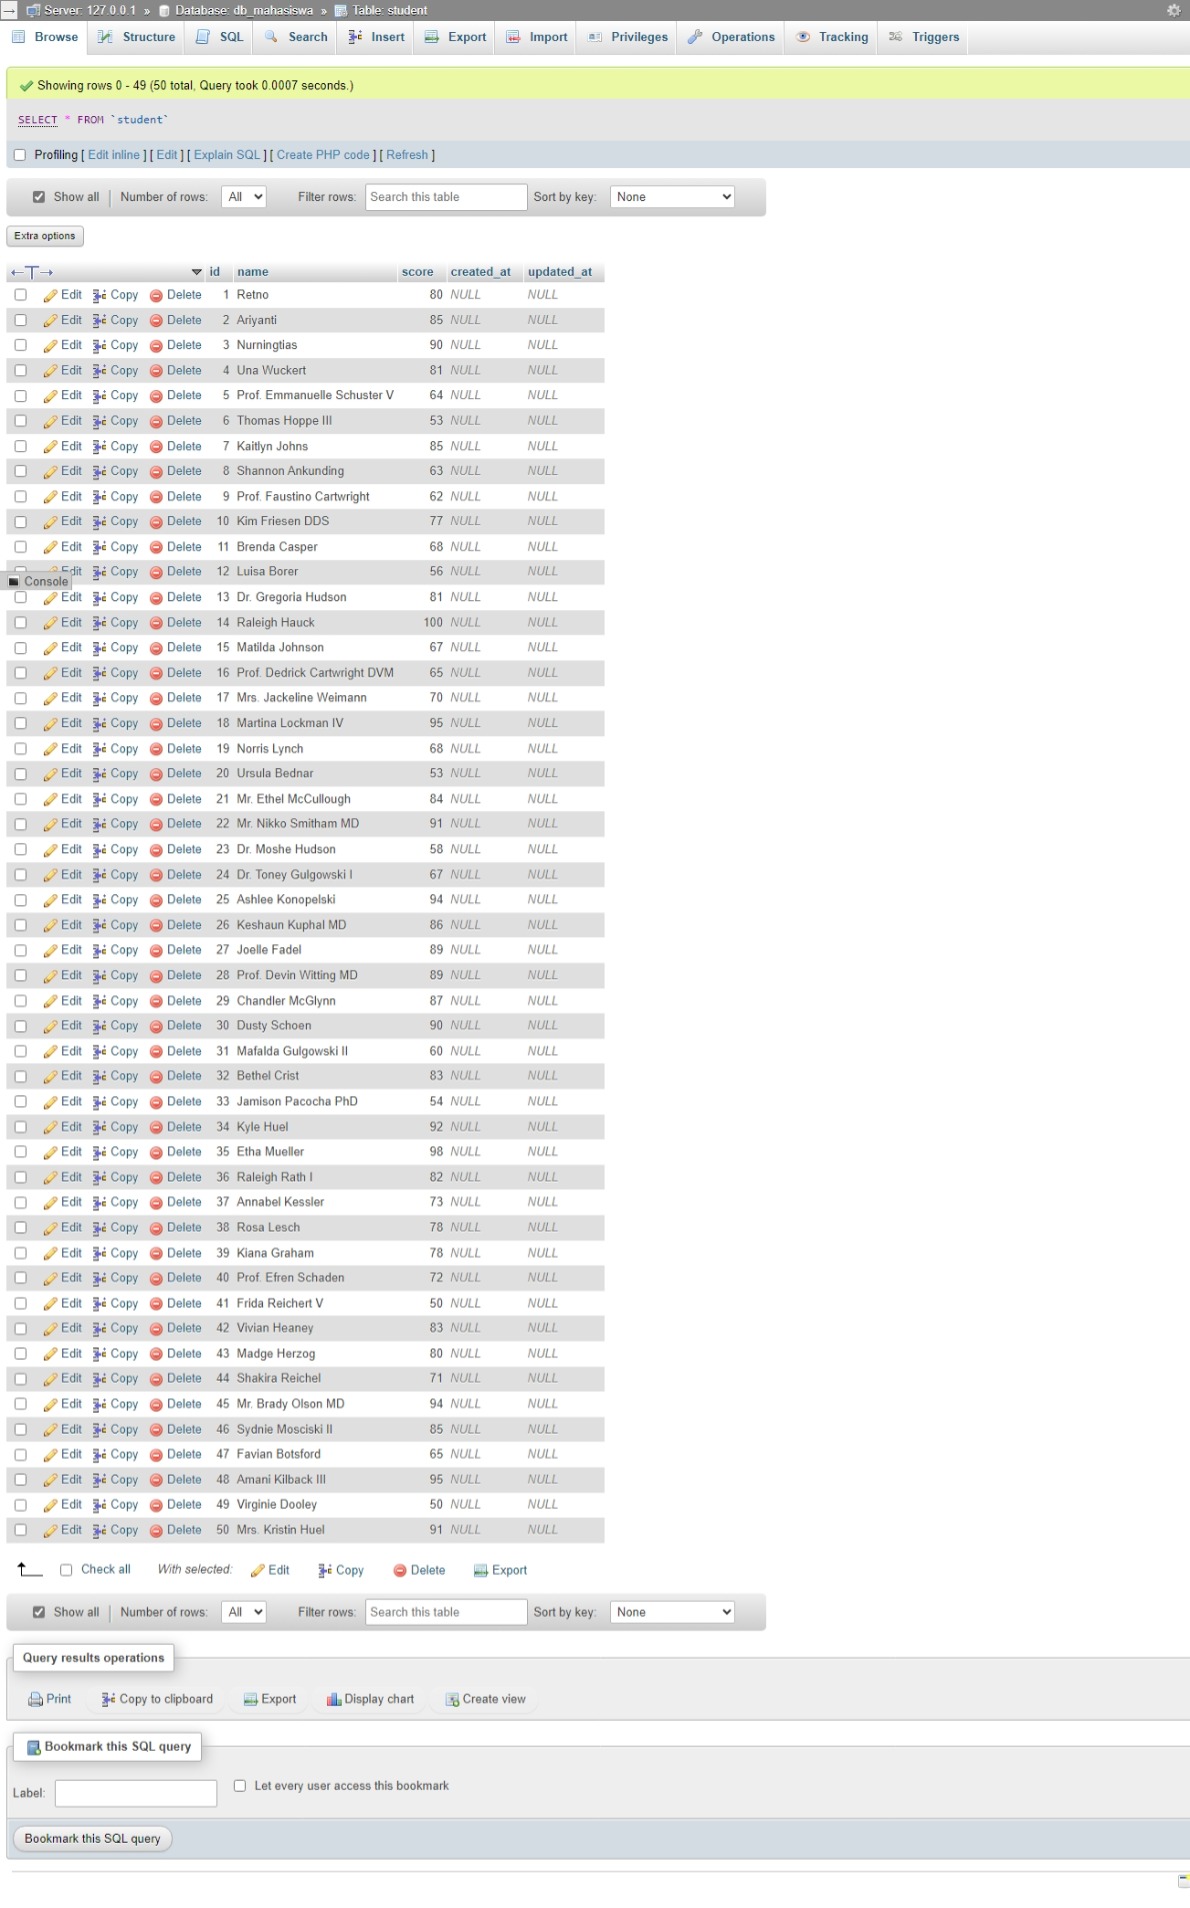 Server: 127.0.0.1 » Database: db_mahasiswa » Table: student
Browse Structure SQL Search Insert Export Import Privileges Operations Tracking Triggers
Showing rows 0 - 49 (50 total, Query took 0.0007 seconds.)
SELECT * FROM `student`
Profiling [ Edit inline ] [ Edit ] [ Explain SQL ] [ Create PHP code ] [ Refresh ]
Show all | Number of rows: All Filter rows: Search this table Sort by key: None
Extra options
←T→ id name score created_at updated_at
Edit Copy Delete 1 Retno 80 NULL NULL
Edit Copy Delete 2 Ariyanti 85 NULL NULL
Edit Copy Delete 3 Nurningtias 90 NULL NULL
Edit Copy Delete 4 Una Wuckert 81 NULL NULL
Edit Copy Delete 5 Prof. Emmanuelle Schuster V 64 NULL NULL
Edit Copy Delete 6 Thomas Hoppe III 53 NULL NULL
Edit Copy Delete 7 Kaitlyn Johns 85 NULL NULL
Edit Copy Delete 8 Shannon Ankunding 63 NULL NULL
Edit Copy Delete 9 Prof. Faustino Cartwright 62 NULL NULL
Edit Copy Delete 10 Kim Friesen DDS 77 NULL NULL
Edit Copy Delete 11 Brenda Casper 68 NULL NULL
Edit Copy Delete 12 Luisa Borer 56 NULL NULL
Console
Edit Copy Delete 13 Dr. Gregoria Hudson 81 NULL NULL
Edit Copy Delete 14 Raleigh Hauck 100 NULL NULL
Edit Copy Delete 15 Matilda Johnson 67 NULL NULL
Edit Copy Delete 16 Prof. Dedrick Cartwright DVM 65 NULL NULL
Edit Copy Delete 17 Mrs. Jackeline Weimann 70 NULL NULL
Edit Copy Delete 18 Martina Lockman IV 95 NULL NULL
Edit Copy Delete 19 Norris Lynch 68 NULL NULL
Edit Copy Delete 20 Ursula Bednar 53 NULL NULL
Edit Copy Delete 21 Mr. Ethel McCullough 84 NULL NULL
Edit Copy Delete 22 Mr. Nikko Smitham MD 91 NULL NULL
Edit Copy Delete 23 Dr. Moshe Hudson 58 NULL NULL
Edit Copy Delete 24 Dr. Toney Gulgowski I 67 NULL NULL
Edit Copy Delete 25 Ashlee Konopelski 94 NULL NULL
Edit Copy Delete 26 Keshaun Kuphal MD 86 NULL NULL
Edit Copy Delete 27 Joelle Fadel 89 NULL NULL
Edit Copy Delete 28 Prof. Devin Witting MD 89 NULL NULL
Edit Copy Delete 29 Chandler McGlynn 87 NULL NULL
Edit Copy Delete 30 Dusty Schoen 90 NULL NULL
Edit Copy Delete 31 Mafalda Gulgowski II 60 NULL NULL
Edit Copy Delete 32 Bethel Crist 83 NULL NULL
Edit Copy Delete 33 Jamison Pacocha PhD 54 NULL NULL
Edit Copy Delete 34 Kyle Huel 92 NULL NULL
Edit Copy Delete 35 Etha Mueller 98 NULL NULL
Edit Copy Delete 36 Raleigh Rath I 82 NULL NULL
Edit Copy Delete 37 Annabel Kessler 73 NULL NULL
Edit Copy Delete 38 Rosa Lesch 78 NULL NULL
Edit Copy Delete 39 Kiana Graham 78 NULL NULL
Edit Copy Delete 40 Prof. Efren Schaden 72 NULL NULL
Edit Copy Delete 41 Frida Reichert V 50 NULL NULL
Edit Copy Delete 42 Vivian Heaney 83 NULL NULL
Edit Copy Delete 43 Madge Herzog 80 NULL NULL
Edit Copy Delete 44 Shakira Reichel 71 NULL NULL
Edit Copy Delete 45 Mr. Brady Olson MD 94 NULL NULL
Edit Copy Delete 46 Sydnie Mosciski II 85 NULL NULL
Edit Copy Delete 47 Favian Botsford 65 NULL NULL
Edit Copy Delete 48 Amani Kilback III 95 NULL NULL
Edit Copy Delete 49 Virginie Dooley 50 NULL NULL
Edit Copy Delete 50 Mrs. Kristin Huel 91 NULL NULL
Check all With selected: Edit Copy Delete Export
Show all | Number of rows: All Filter rows: Search this table Sort by key: None
Query results operations
Print Copy to clipboard Export Display chart Create view
Bookmark this SQL query
Label: Let every user access this bookmark
Bookmark this SQL query